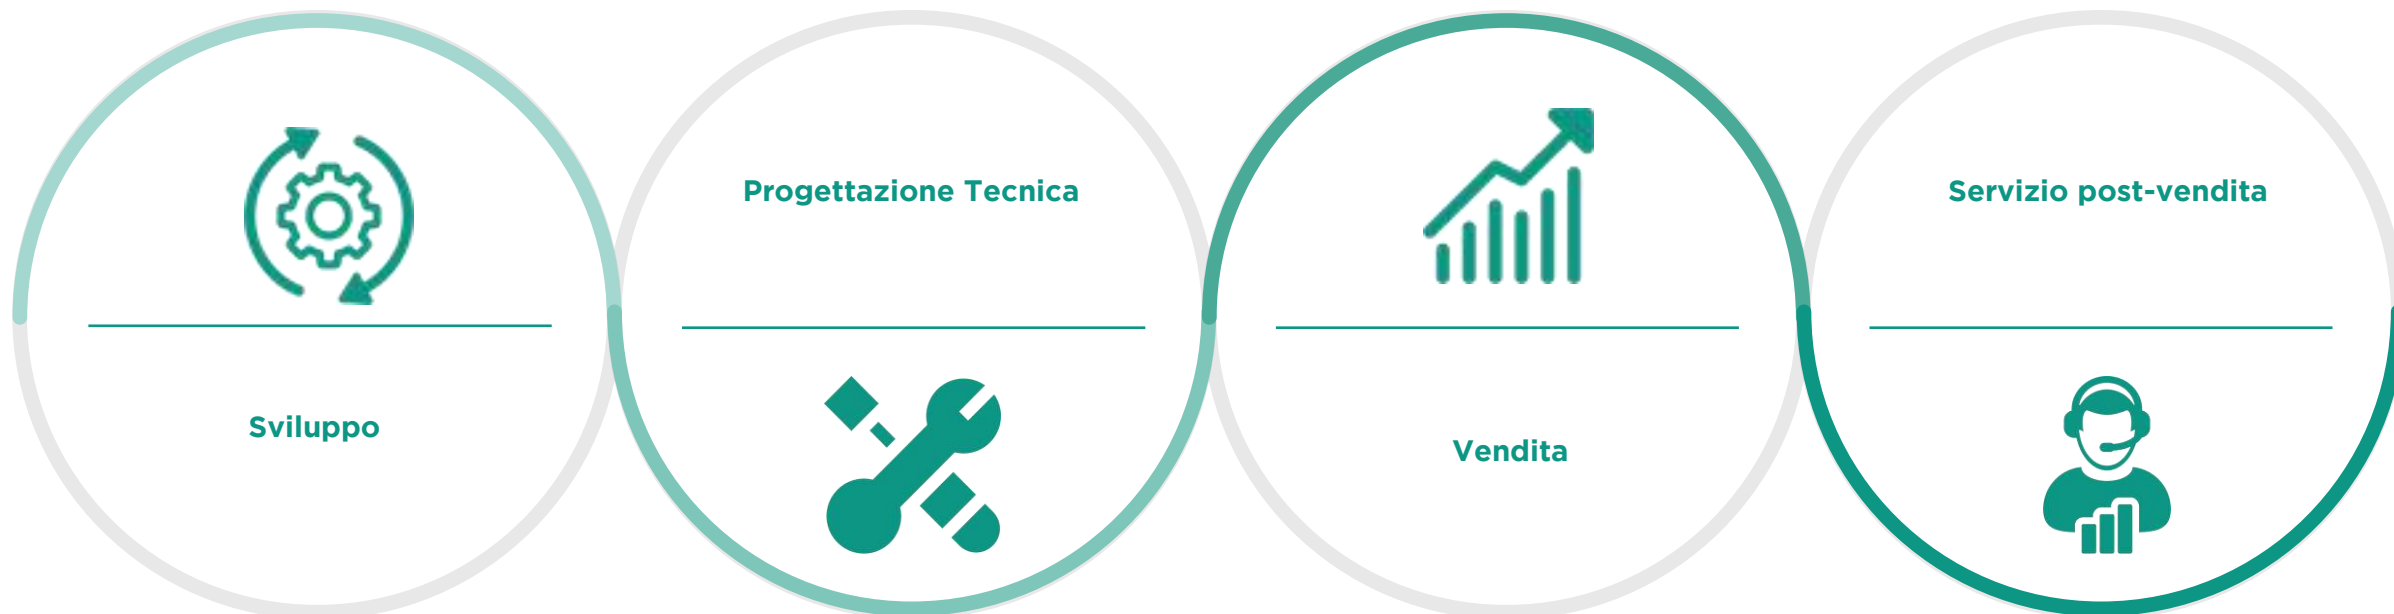 Sviluppo
Progettazione Tecnica
Vendita
Servizio post-vendita